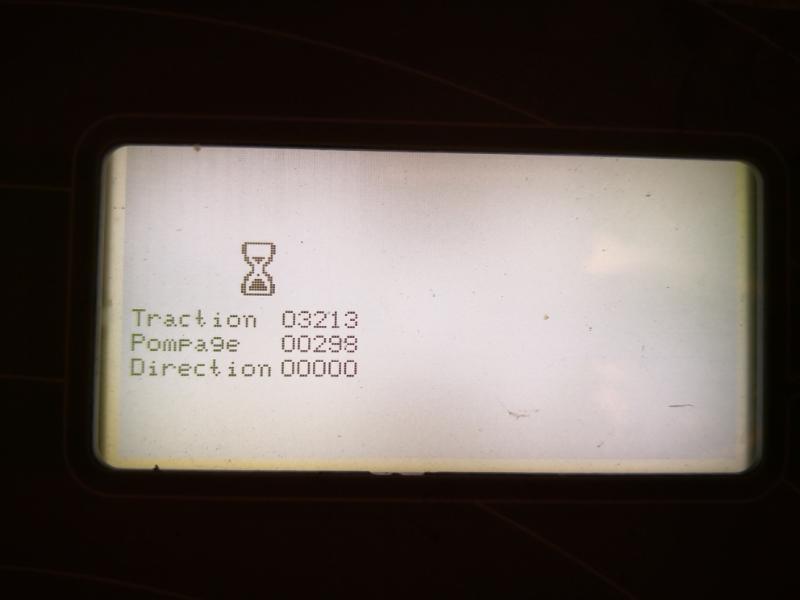 Traction 03213
Pompage 00298
Direction 00000